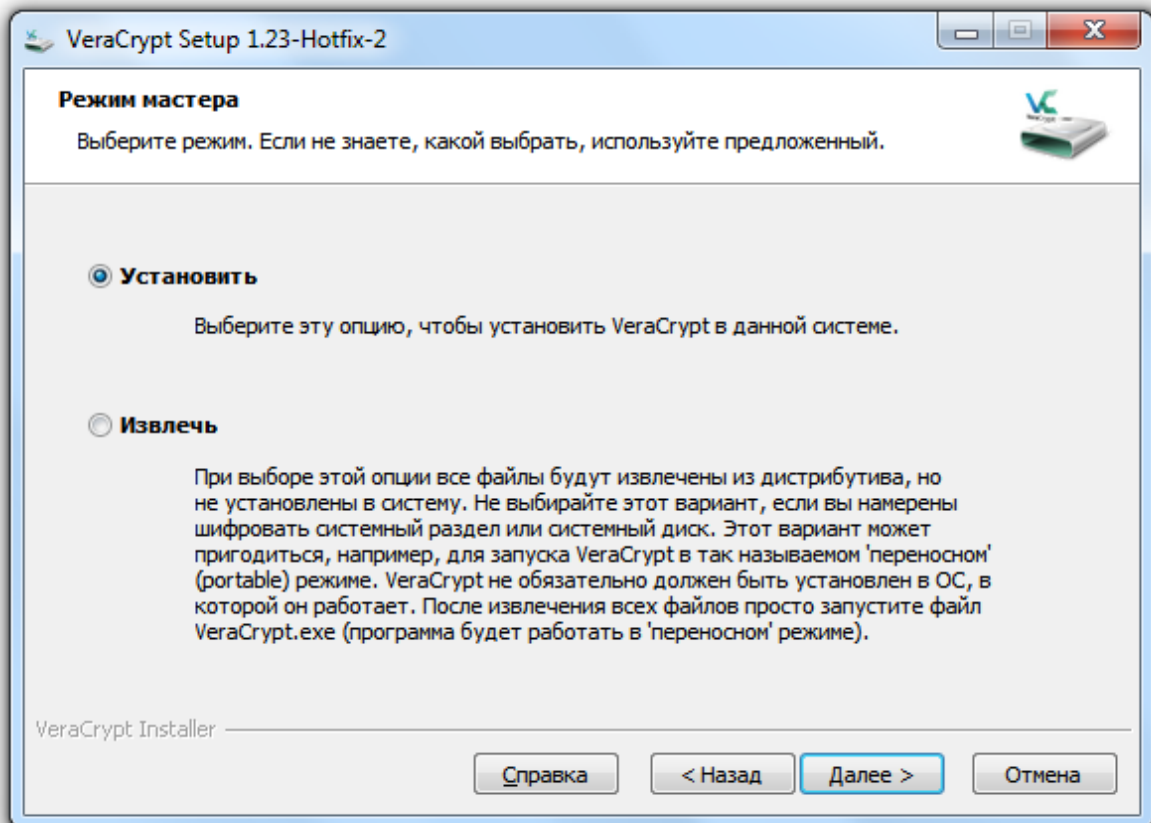 VeraCrypt Setup 1.23-Hotfix-2
Режим мастера
Выберите режим. Если не знаете, какой выбрать, используйте предложенный.
VeraCrypt
Установить
Выберите эту опцию, чтобы установить VeraCrypt в данной системе.
Извлечь
При выборе этой опции все файлы будут извлечены из дистрибутива, но
не установлены в систему. Не выбирайте этот вариант, если вы намерены
шифровать системный раздел или системный диск. Этот вариант может
пригодиться, например, для запуска VeraCrypt в так называемом 'переносном'
(portable) режиме. VeraCrypt не обязательно должен быть установлен в ОС, в
которой он работает. После извлечения всех файлов просто запустите файл
VeraCrypt.exe (программа будет работать в 'переносном' режиме).
VeraCrypt Installer
Справка
< Назад
Далее >
Отмена